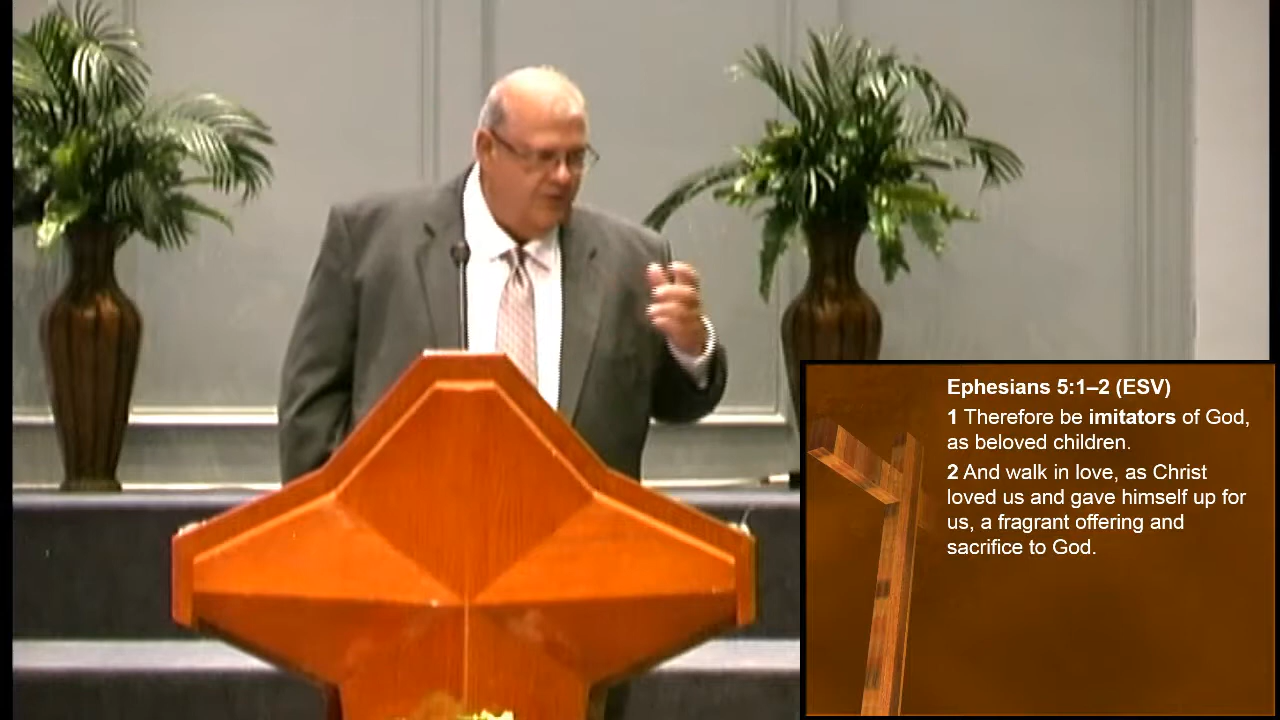 Ephesians 5:1–2 (ESV)
1 Therefore be imitators of God,
as beloved children.
2 And walk in love, as Christ
loved us and gave himself up for
us, a fragrant offering and
sacrifice to God.